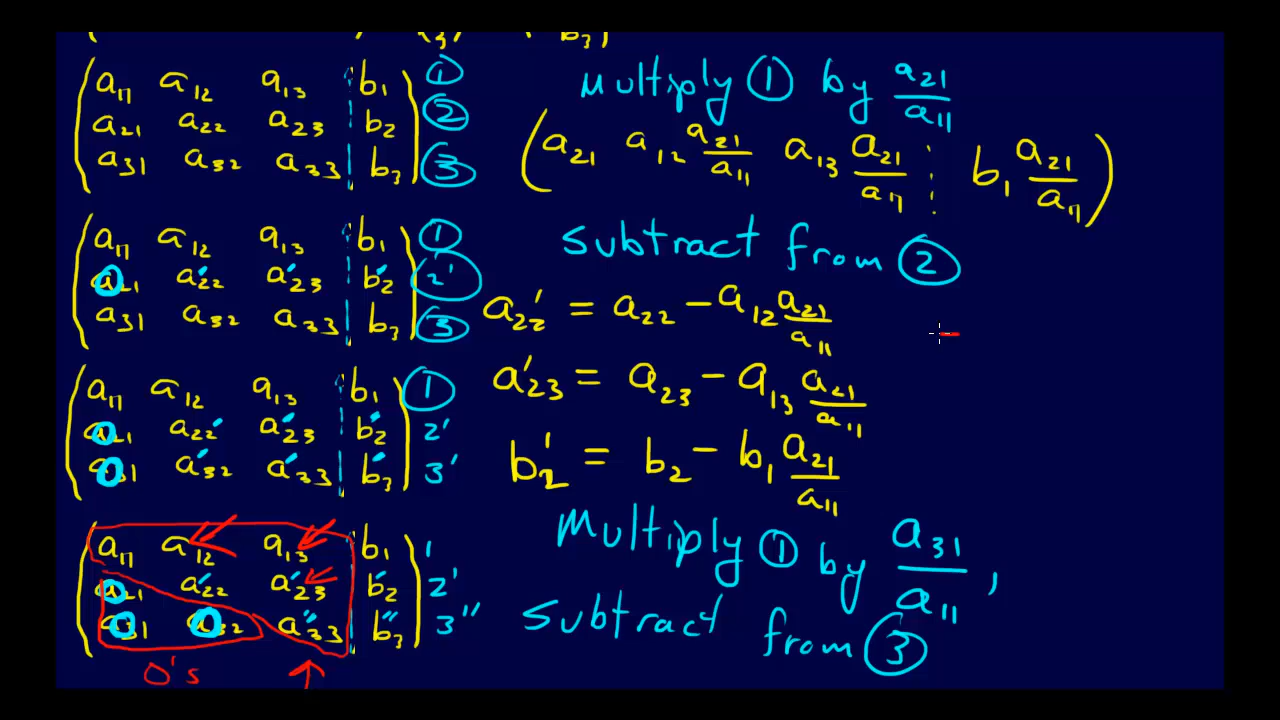 b₃
a₁₁ a₁₂ a₁₃ b₁ ①
a₂₁ a₂₂ a₂₃ b₂ ②
a₃₁ a₃₂ a₃₃ b₃ ③
a₁₁ a₁₂ a₁₃ b₁ ①
0 a'₂₂ a'₂₃ b'₂ 2'
a₃₁ a₃₂ a₃₃ b₃ ③
a₁₁ a₁₂ a₁₃ b₁ ①
0 a'₂₂ a'₂₃ b'₂ 2'
0 a'₃₂ a'₃₃ b'₃ 3'
a₁₁ a₁₂ a₁₃ b₁ 1
0 a'₂₂ a'₂₃ b'₂ 2'
0 0 a''₃₃ b''₃ 3''
0's
Multiply ① by a₂₁/a₁₁
(a₂₁ a₁₂ a₂₁/a₁₁ a₁₃ a₂₁/a₁₁ ⋮ b₁ a₂₁/a₁₁)
subtract from ②
a₂₂' = a₂₂ - a₁₂ a₂₁/a₁₁
a'₂₃ = a₂₃ - a₁₃ a₂₁/a₁₁
b₂' = b₂ - b₁ a₂₁/a₁₁
Multiply ① by a₃₁/a₁₁,
subtract from ③